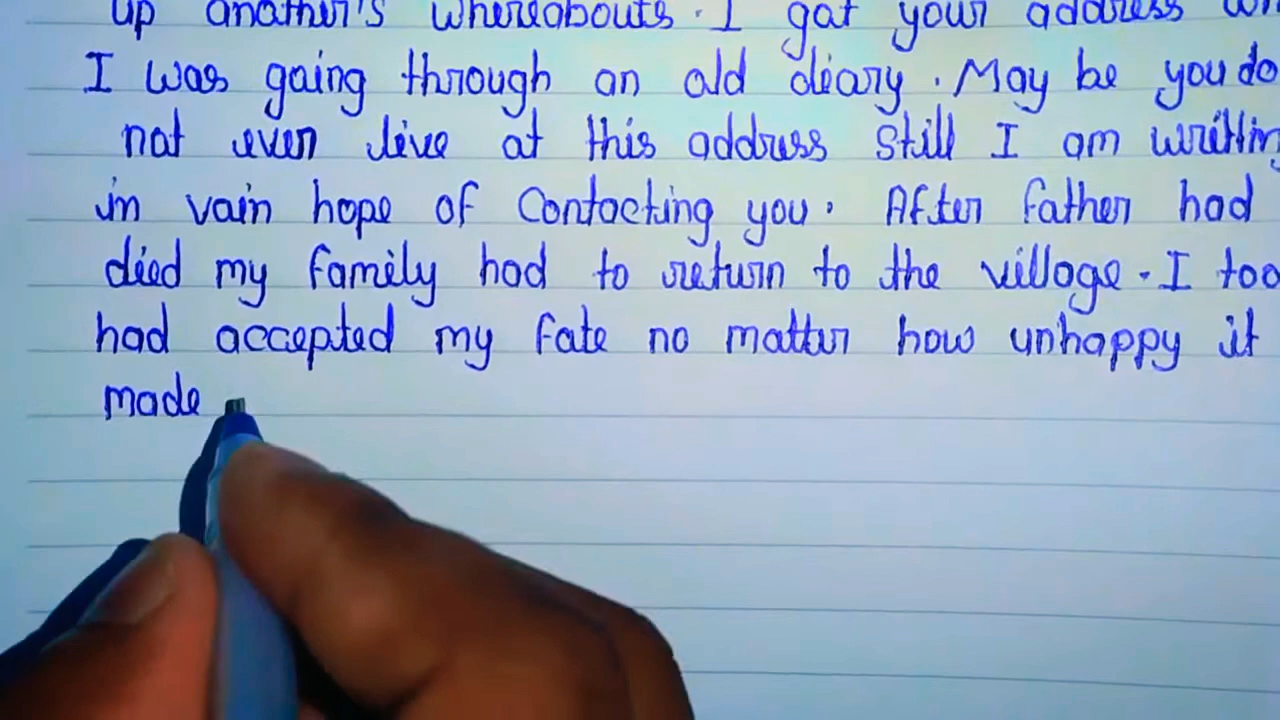 up another's whereabouts. I got your address
I was going through an old diary. May be you do
not even live at this address still I am writtin
in vain hope of Contacting you. After father had
died my family had to return to the village. I too
had accepted my fate no matter how unhappy it
made